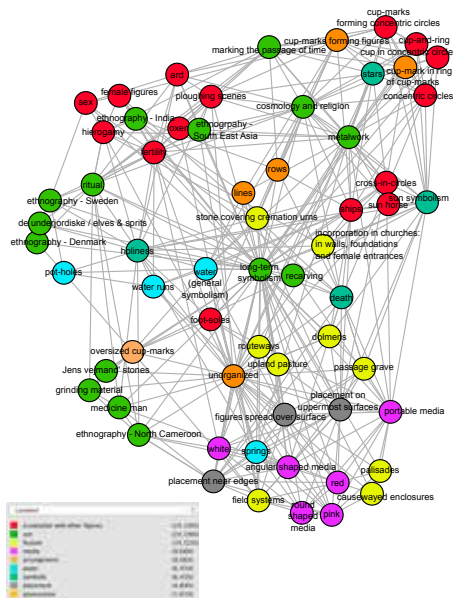 cup-marks
forming concentric circles
cup-marks forming figures
cup-and-ring
marking the passage of time
cup in concentric circle
stars
cup-mark in ring
of cup-marks
ard
concentric circles
female figures
ploughing scenes
sex
cosmology and religion
ethnography - India
hierogamy
oxen
ethnogrpahy -
South East Asia
metalwork
fertility
rows
ritual
cross-in-circles
lines
ethnography - Sweden
sun horse
sun symbolism
ships
stone covering cremation urns
de underjordiske / elves & sprits
incorporation in churches:
in walls, foundations
and female entrances
ethnography - Denmark
holiness
pot-holes
water
(general
symbolism)
long-term
symbolism
recarving
water runs
death
foot-soles
dolmens
routeways
oversized cup-marks
upland pasture
passage grave
Jens vejmand' stones
unorganized
grinding material
placement on
uppermost surfaces
medicine man
figures spread over surface
portable media
ethnography - North Cameroon
white
springs
angular shaped media
palisades
placement near edges
red
causewayed enclosures
field systems
round
shaped
media
pink